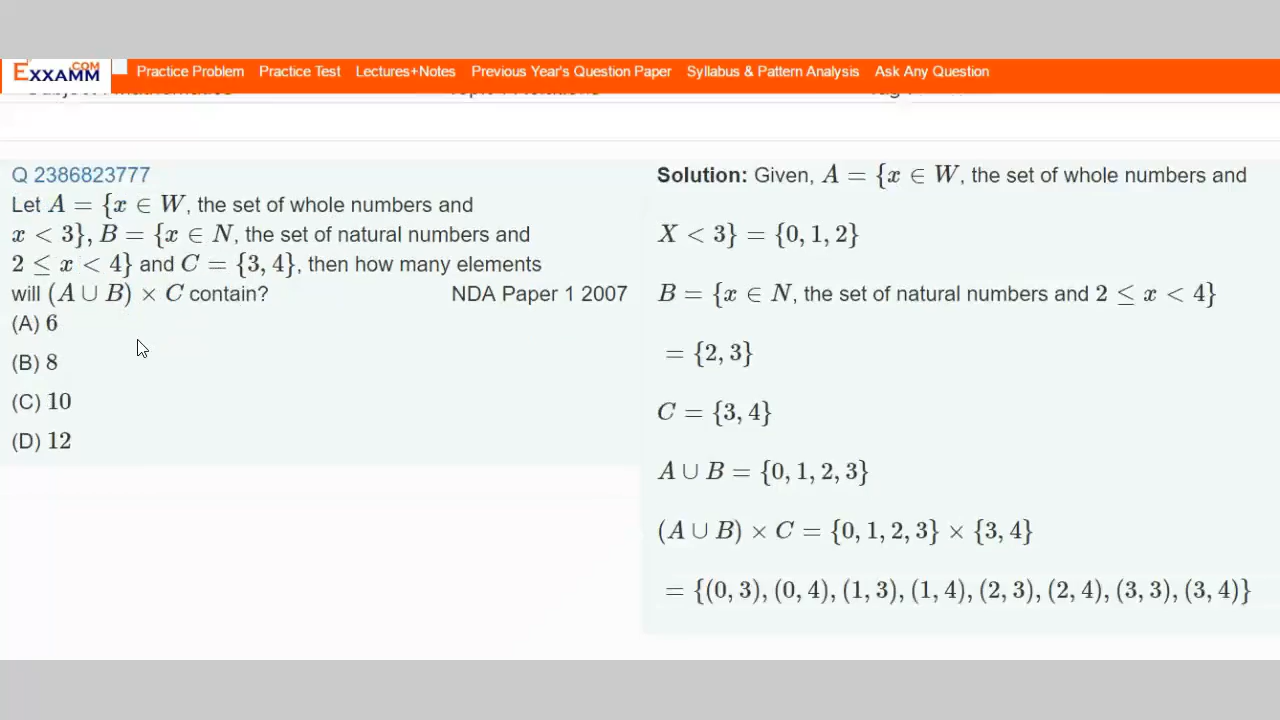 .COM
EXXAMM
Practice Problem Practice Test Lectures+Notes Previous Year's Question Paper Syllabus & Pattern Analysis Ask Any Question
Q 2386823777
Let A = {x ∈ W, the set of whole numbers and
x < 3}, B = {x ∈ N, the set of natural numbers and
2 ≤ x < 4} and C = {3, 4}, then how many elements
will (A ∪ B) × C contain? NDA Paper 1 2007
(A) 6
(B) 8
(C) 10
(D) 12
Solution: Given, A = {x ∈ W, the set of whole numbers and
X < 3} = {0, 1, 2}
B = {x ∈ N, the set of natural numbers and 2 ≤ x < 4}
= {2, 3}
C = {3, 4}
A ∪ B = {0, 1, 2, 3}
(A ∪ B) × C = {0, 1, 2, 3} × {3, 4}
= {(0, 3), (0, 4), (1, 3), (1, 4), (2, 3), (2, 4), (3, 3), (3, 4)}